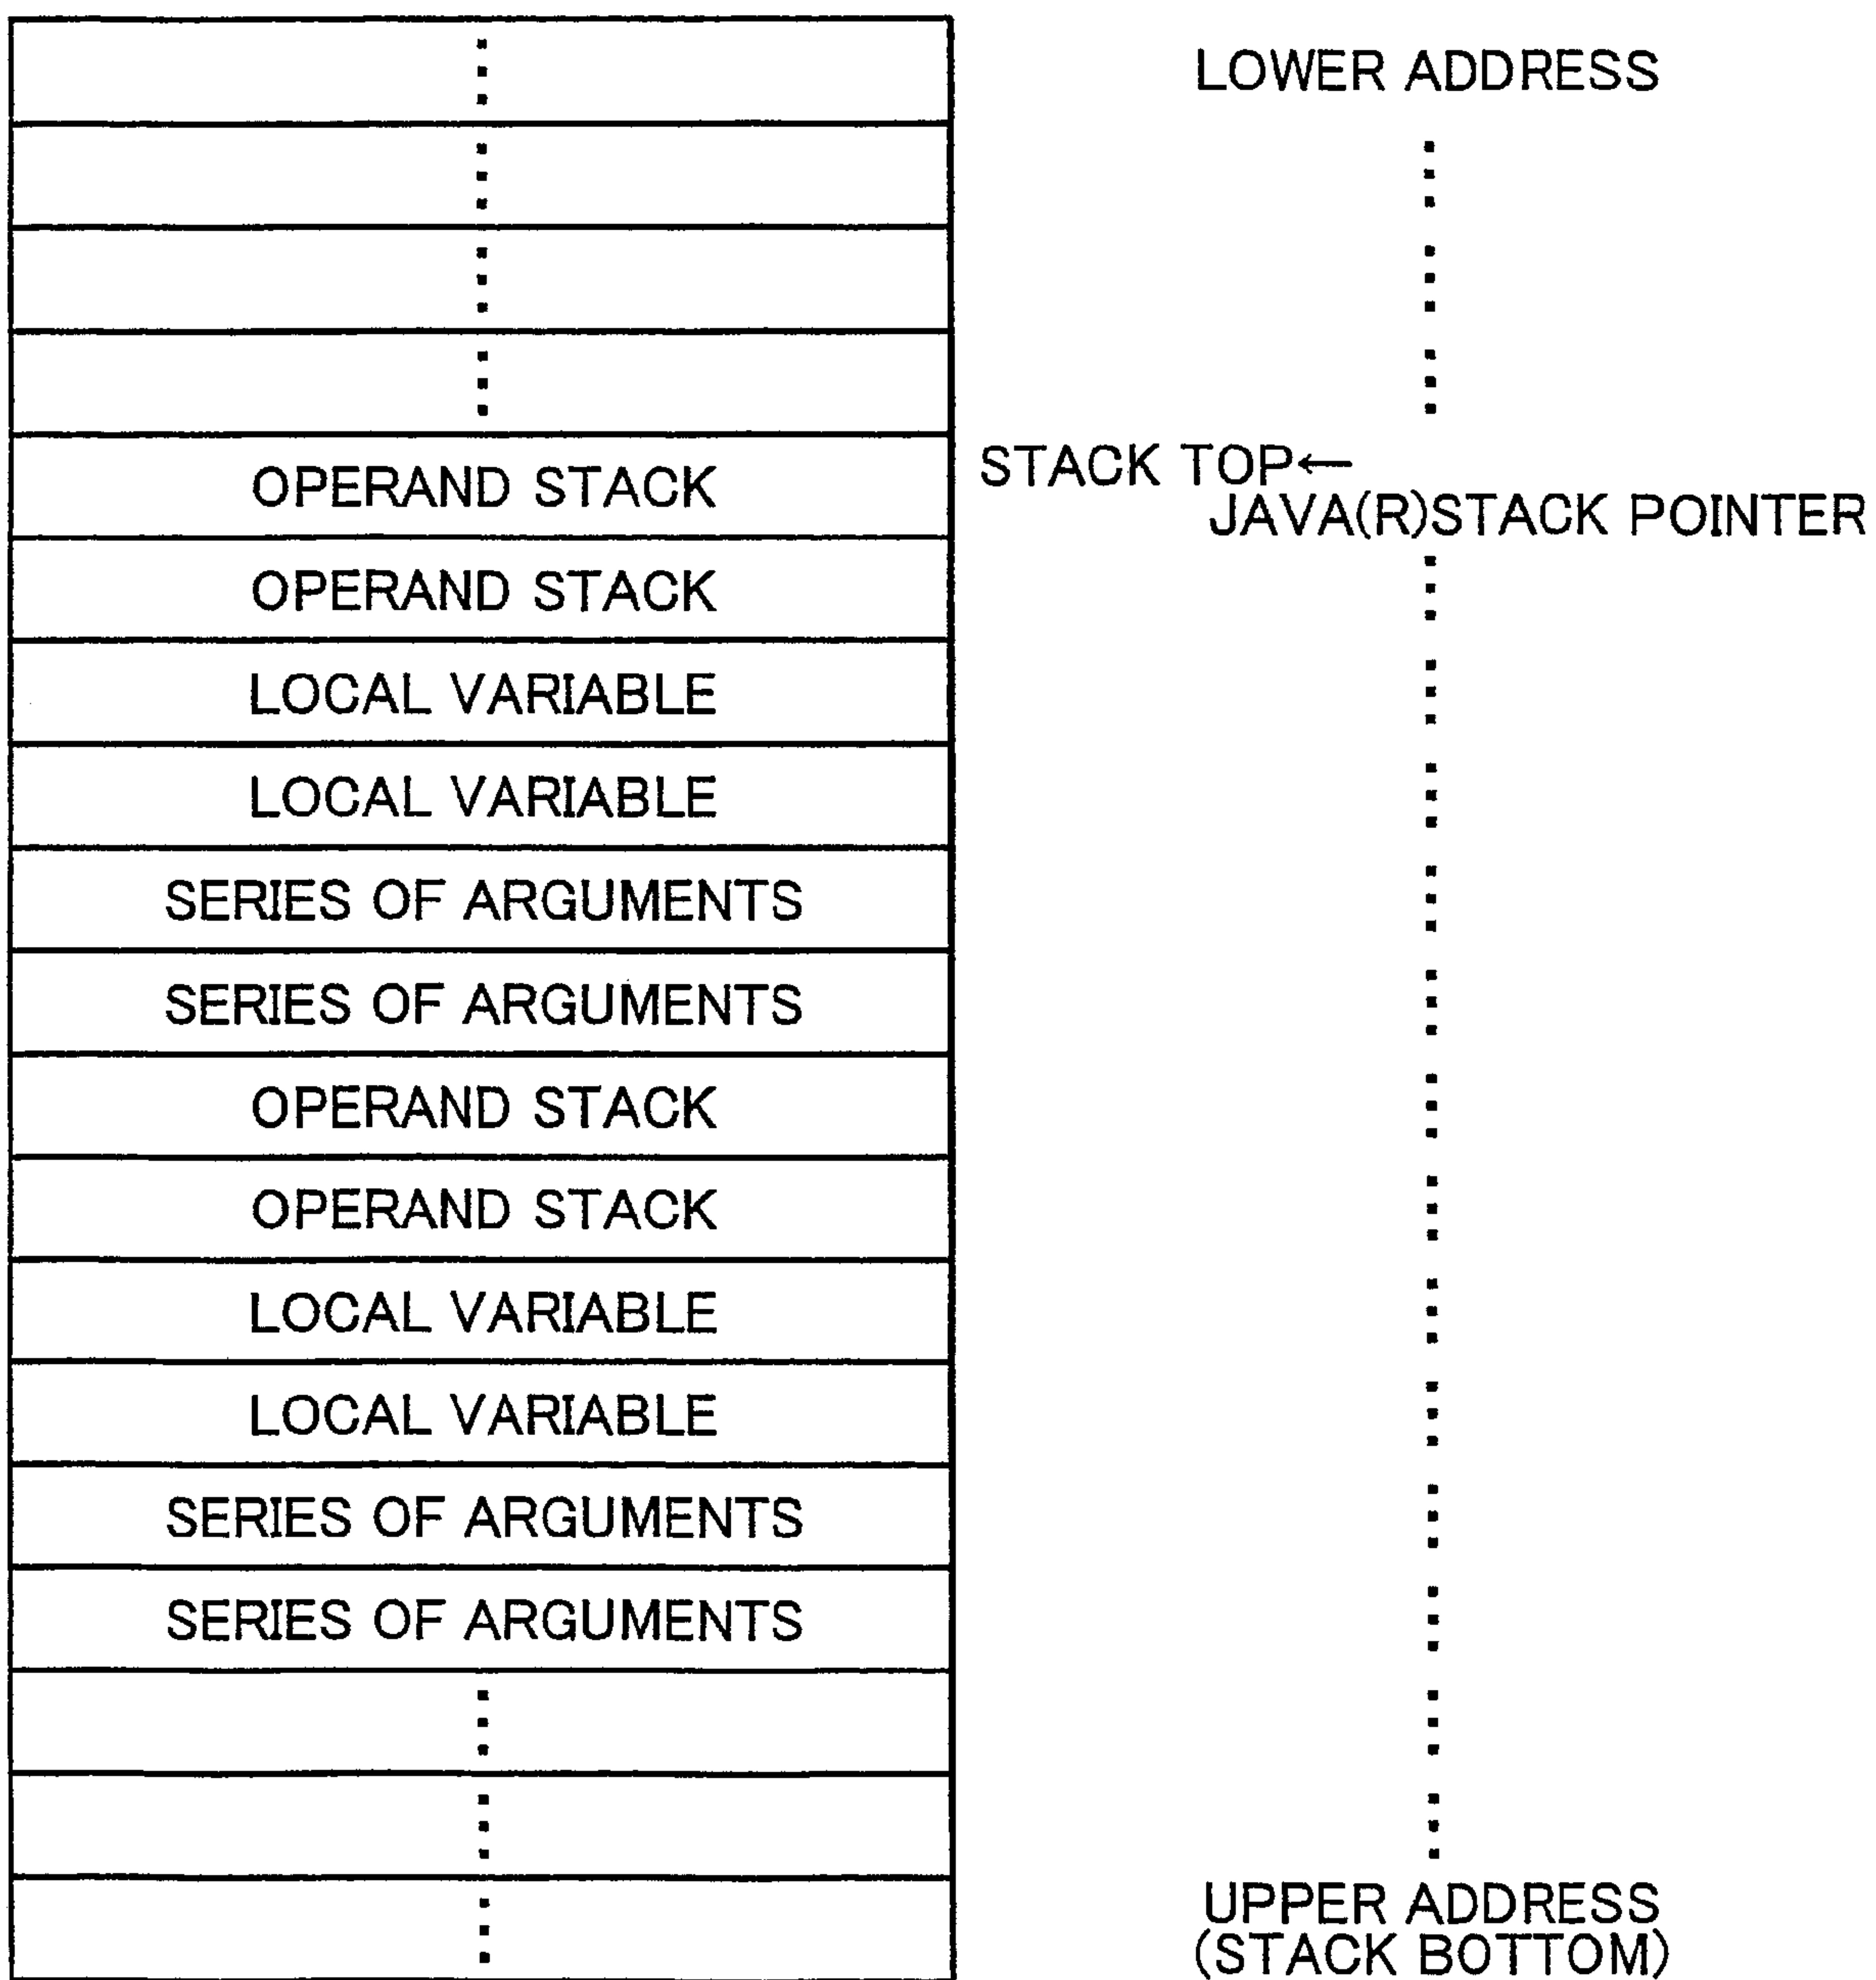 LOWER ADDRESS
OPERAND STACK
STACK TOP←
JAVA(R)STACK POINTER
OPERAND STACK
LOCAL VARIABLE
LOCAL VARIABLE
SERIES OF ARGUMENTS
SERIES OF ARGUMENTS
OPERAND STACK
OPERAND STACK
LOCAL VARIABLE
LOCAL VARIABLE
SERIES OF ARGUMENTS
SERIES OF ARGUMENTS
UPPER ADDRESS
(STACK BOTTOM)